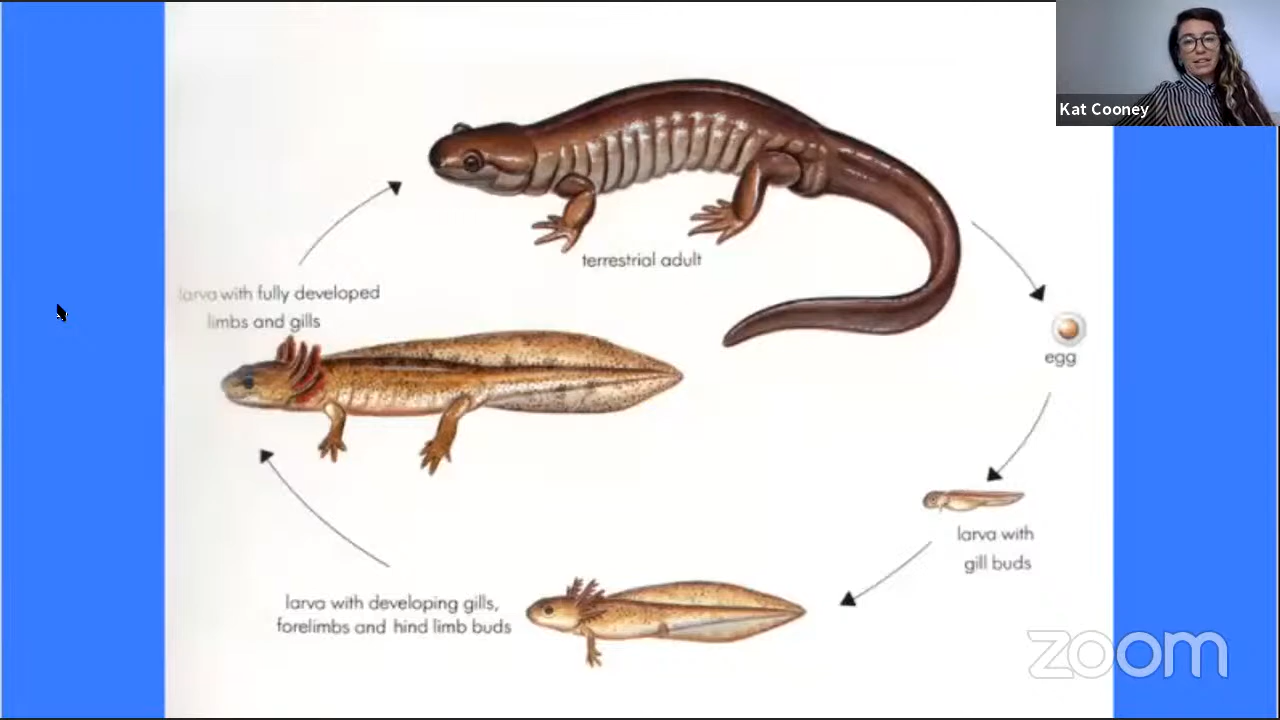 Kat Cooney
terrestrial adult
larva with fully developed
limbs and gills
egg
larva with
gill buds
larva with developing gills,
forelimbs and hind limb buds
zoom